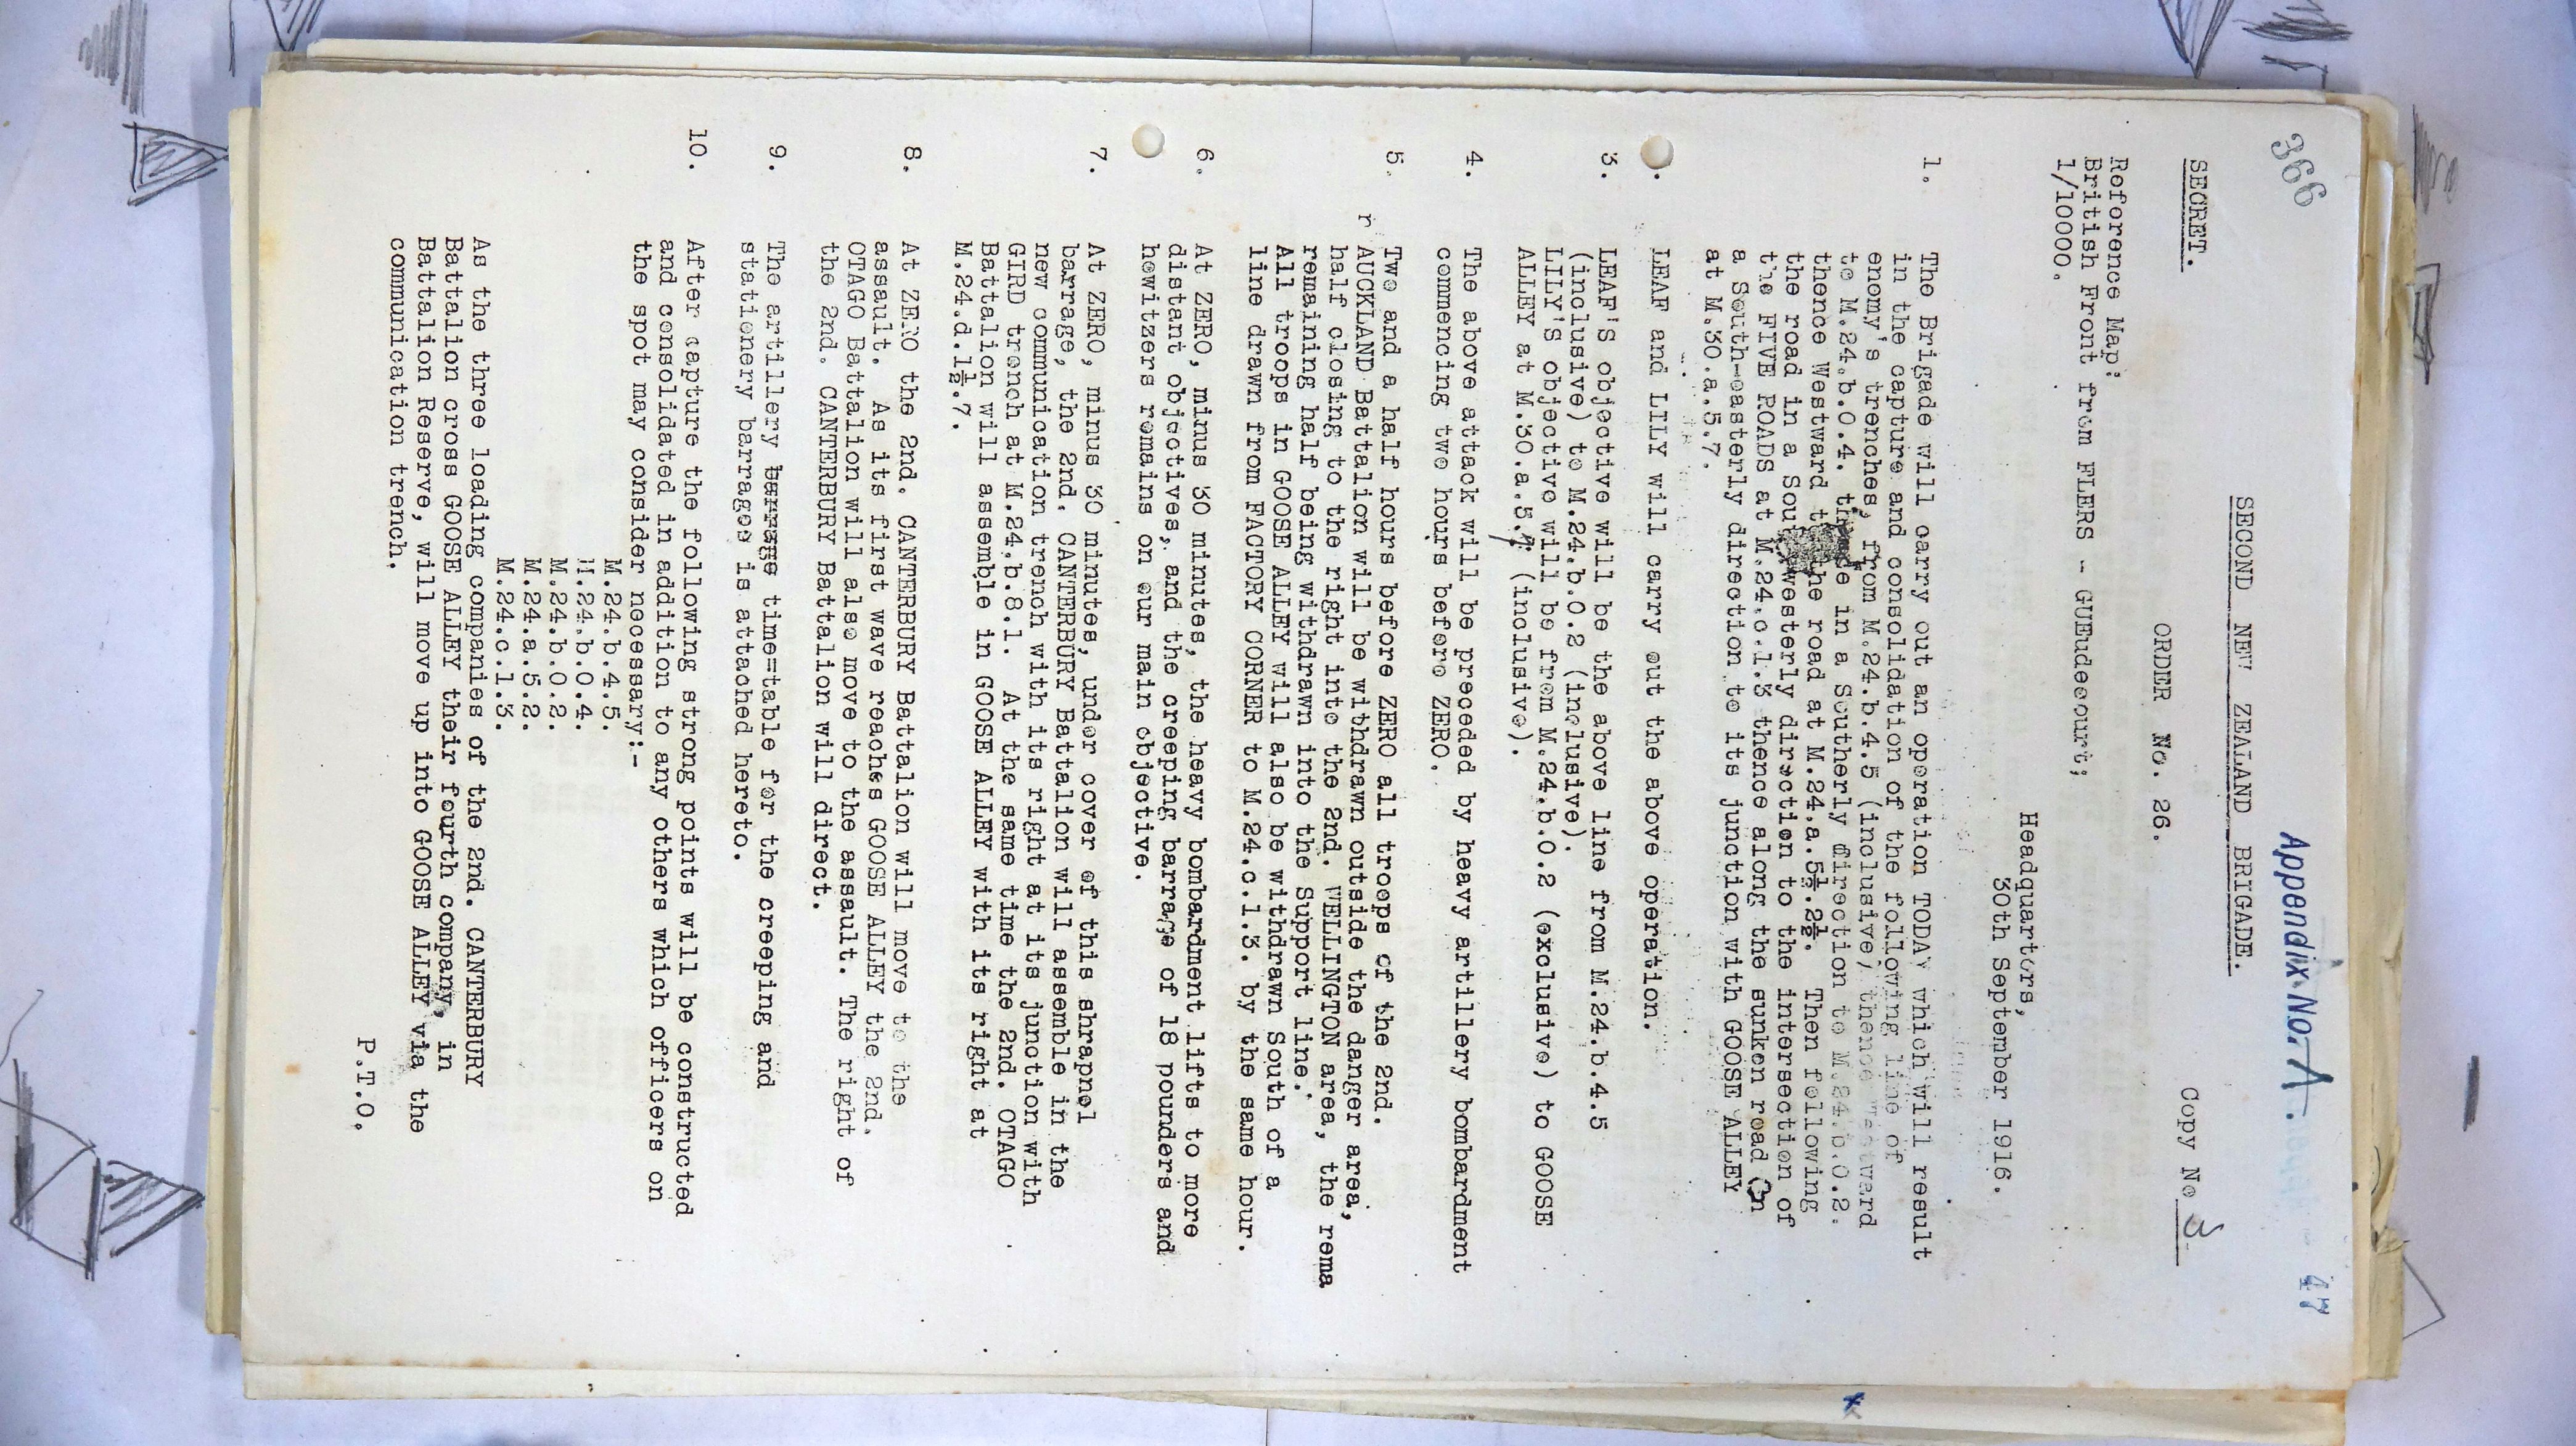 366
Appendix No. A.
47
SECOND NEW ZEALAND BRIGADE.
SECRET.
Copy No 3
ORDER No. 26.
Reference Map;
British Front from FLERS - GUEudecourt;
1/10000.
Headquarters,
30th September 1916.
1. The Brigade will carry out an operation TODAY which will result
in the capture and consolidation of the following line of
enemy's trenches, from M.24.b.4.5 (inclusive) thence Westward
to M.24.b.0.4. thence in a Southerly direction to M.24.b.0.2.
thence Westward to the road at M.24.a.5½.2½. Then following
the road in a South westerly direction to the intersection of
the FIVE ROADS at M.24.c.1.3 thence along the sunken road On
a South-easterly direction to its junction with GOOSE ALLEY
at M.30.a.5.7.
. LEAF and LILY will carry out the above operation.
3. LEAF'S objective will be the above line from M.24.b.4.5
(inclusive) to M.24.b.0.2 (inclusive).
LILY'S objective will be from M.24.b.0.2 (exclusive) to GOOSE
ALLEY at M.30.a.5.7 (inclusive).
4. The above attack will be preceded by heavy artillery bombardment
commencing two hours before ZERO.
5. Two and a half hours before ZERO all troops of the 2nd.
r AUCKLAND Battalion will be withdrawn outside the danger area,
half closing to the right into the 2nd. WELLINGTON area, the rema
remaining half being withdrawn into the Support line.
All troops in GOOSE ALLEY will also be withdrawn South of a
line drawn from FACTORY CORNER to M.24.c.1.3. by the same hour.
6. At ZERO, minus 30 minutes, the heavy bombardment lifts to more
distant objectives, and the creeping barrage of 18 pounders and
howitzers remains on our main objective.
7. At ZERO, minus 30 minutes, under cover of this shrapnel
barrage, the 2nd. CANTERBURY Battalion will assemble in the
new communication trench with its right at its junction with
GIRD trench at M.24.b.8.1. At the same time the 2nd. OTAGO
Battalion will assemble in GOOSE ALLEY with its right at
M.24.d.1½.7.
8. At ZERO the 2nd. CANTERBURY Battalion will move to the
assault. As its first wave reaches GOOSE ALLEY the 2nd.
OTAGO Battalion will also move to the assault. The right of
the 2nd. CANTERBURY Battalion will direct.
9. The artillery barrage time=table for the creeping and
stationery barrages is attached hereto.
10. After capture the following strong points will be constructed
and consolidated in addition to any others which officers on
the spot may consider necessary:-
M.24.b.4.5.
M.24.b.0.4.
M.24.b.0.2.
M.24.a.5.2.
M.24.c.1.3.
As the three loading companies of the 2nd. CANTERBURY
Battalion cross GOOSE ALLEY their fourth company, in
Battalion Reserve, will move up into GOOSE ALLEY via the
communication trench.
P.T.O.